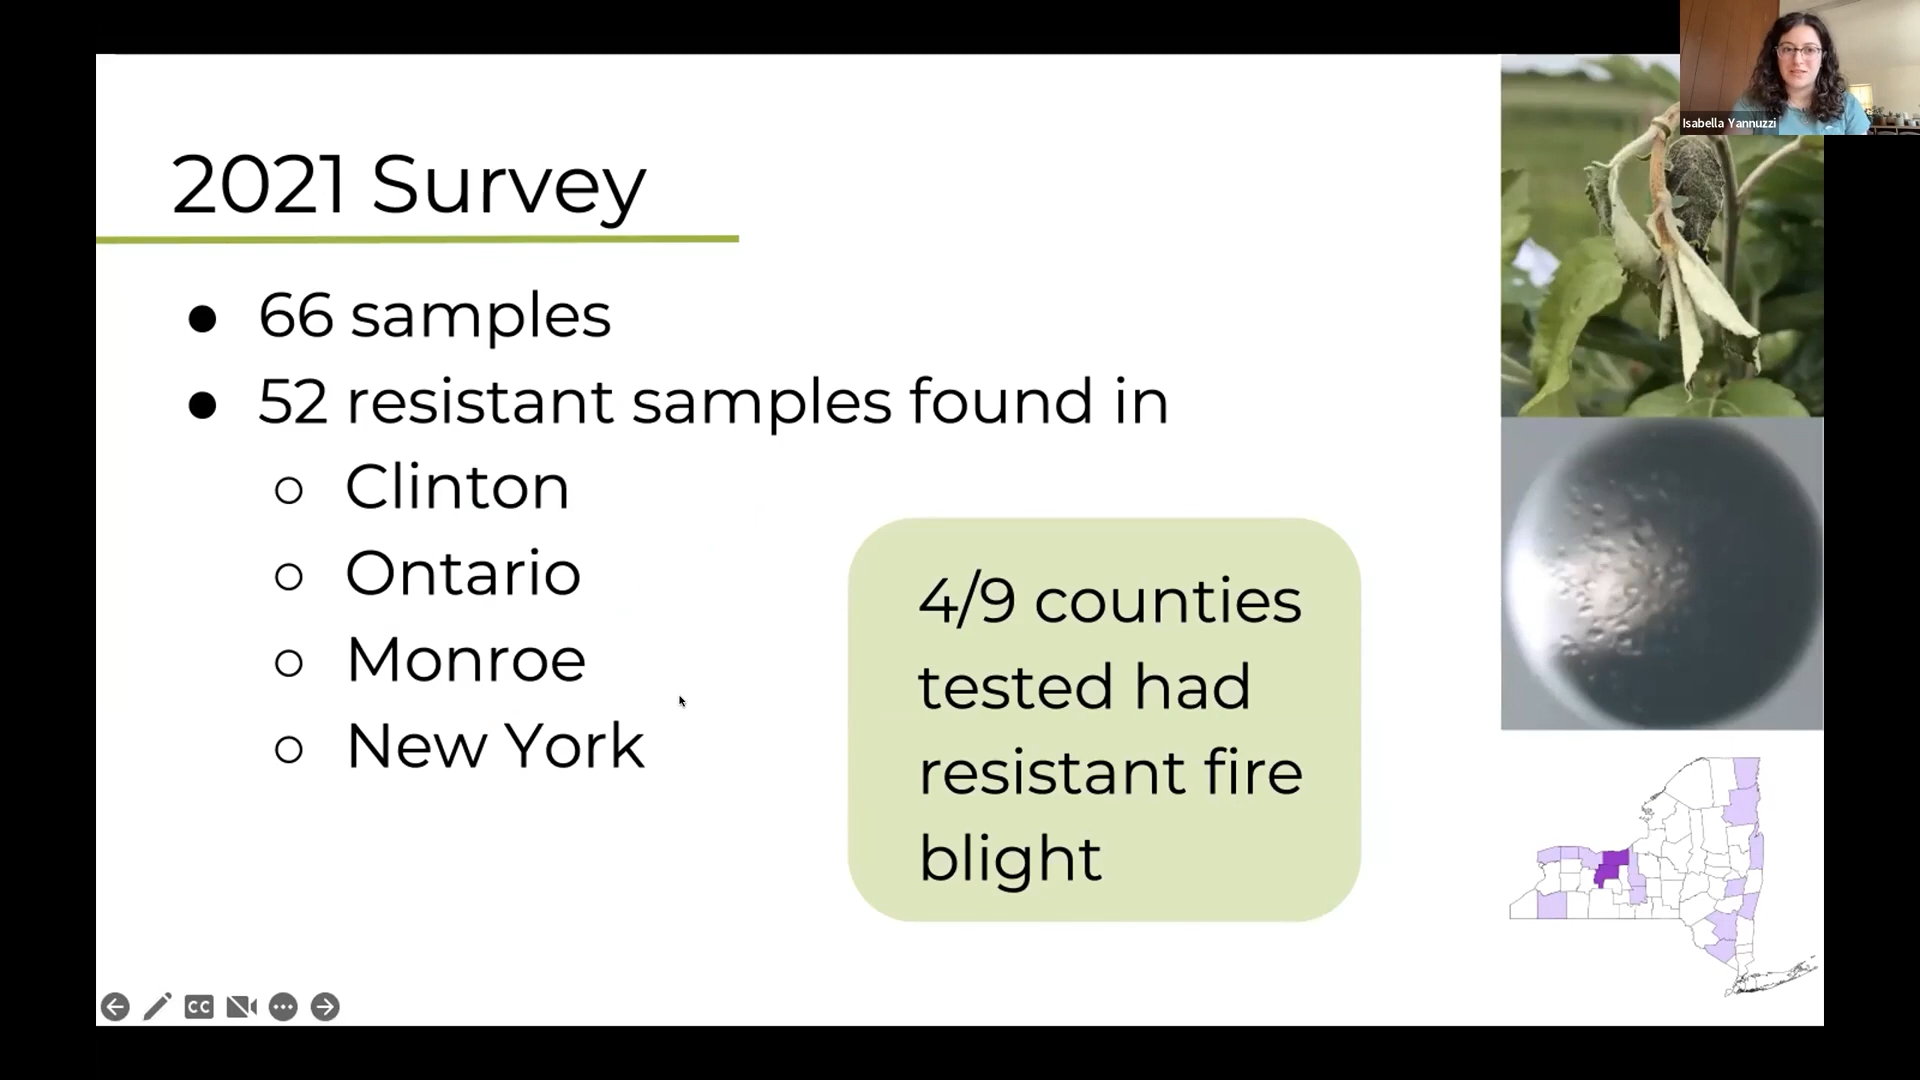 Isabella Yannuzzi
2021 Survey
● 66 samples
● 52 resistant samples found in
○ Clinton
○ Ontario
○ Monroe
○ New York
4/9 counties
tested had
resistant fire
blight
CC